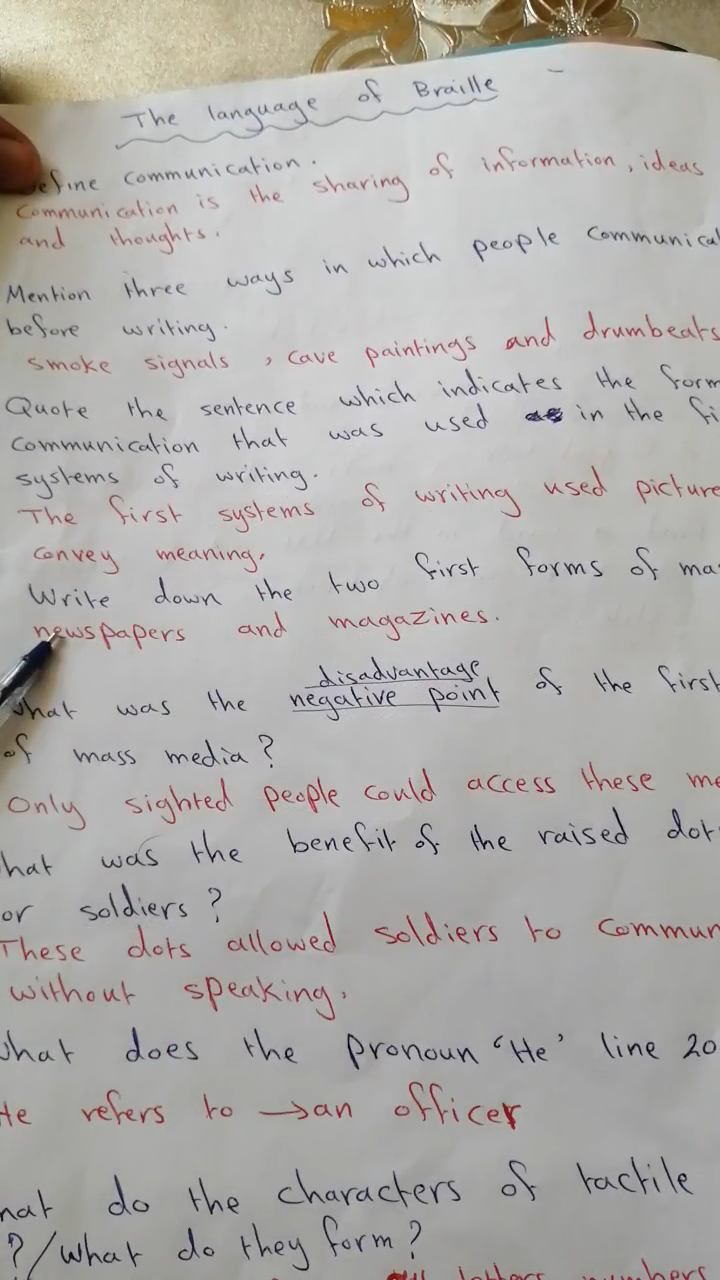 The language of Braille
efine communication.
Communication is the sharing of information, ideas
and thoughts.
Mention three ways in which people communica
before writing.
smoke signals, cave paintings and drumbeats
Quote the sentence which indicates the form
communication that was used in the fi
systems of writing.
The first systems of writing used picture
convey meaning.
Write down the two first forms of ma
newspapers and magazines.
disadvantage
what was the negative point of the first
of mass media?
Only sighted people could access these me
hat was the benefit of the raised dot
or soldiers?
These dots allowed soldiers to commun
without speaking.
what does the pronoun 'He' line 20
He refers to → an officer
hat do the characters of tactile
?/what do they form?
letters numbers